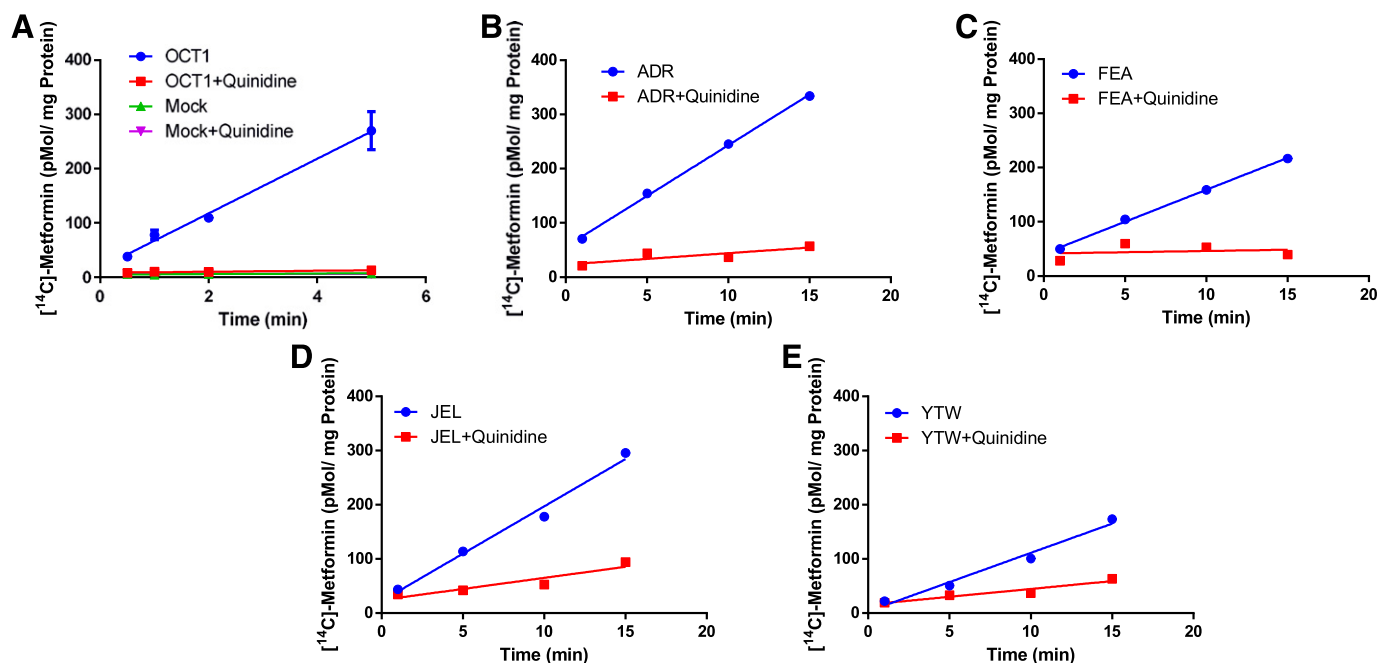 A
[¹⁴C]-Metformin (pMol/ mg Protein)
OCT1
OCT1+Quinidine
Mock
Mock+Quinidine
400
300
200
100
0
0 2 4 6
Time (min)
B
[¹⁴C]-Metformin (pMol/ mg Protein)
ADR
ADR+Quinidine
400
300
200
100
0
0 5 10 15 20
Time (min)
C
[¹⁴C]-Metformin (pMol/ mg Protein)
FEA
FEA+Quinidine
400
300
200
100
0
0 5 10 15 20
Time (min)
D
[¹⁴C]-Metformin (pMol/ mg Protein)
JEL
JEL+Quinidine
400
300
200
100
0
0 5 10 15 20
Time (min)
E
[¹⁴C]-Metformin (pMol/ mg Protein)
YTW
YTW+Quinidine
400
300
200
100
0
0 5 10 15 20
Time (min)